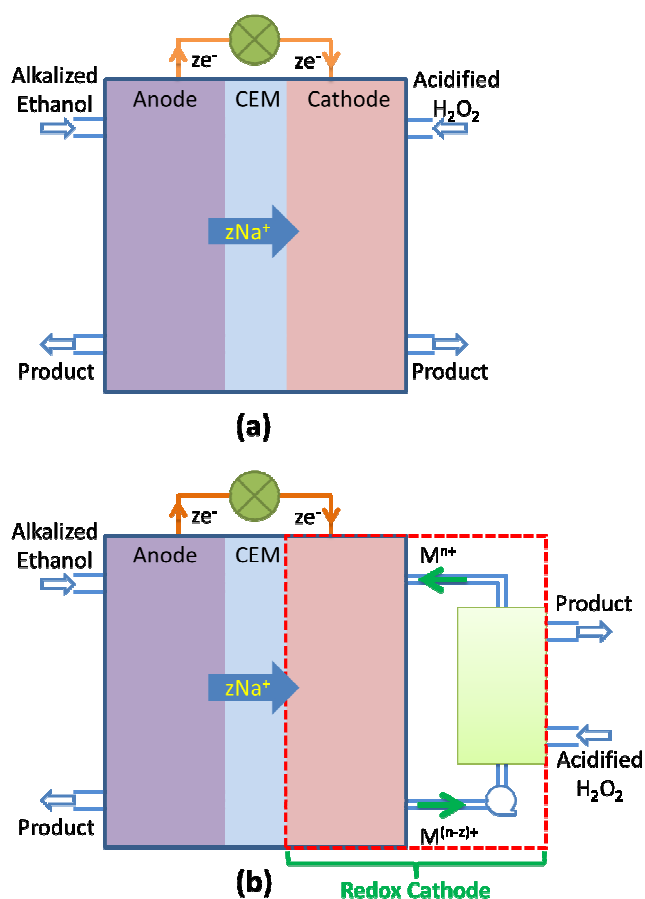 ze⁻ ze⁻
Alkalized
Ethanol
Anode CEM Cathode
Acidified
H₂O₂
zNa⁺
Product
Product
(a)
ze⁻ ze⁻
Alkalized
Ethanol
Anode CEM
Mⁿ⁺
Product
zNa⁺
Acidified
H₂O₂
Product
M⁽ⁿ⁻ᶻ⁾⁺
(b)
Redox Cathode